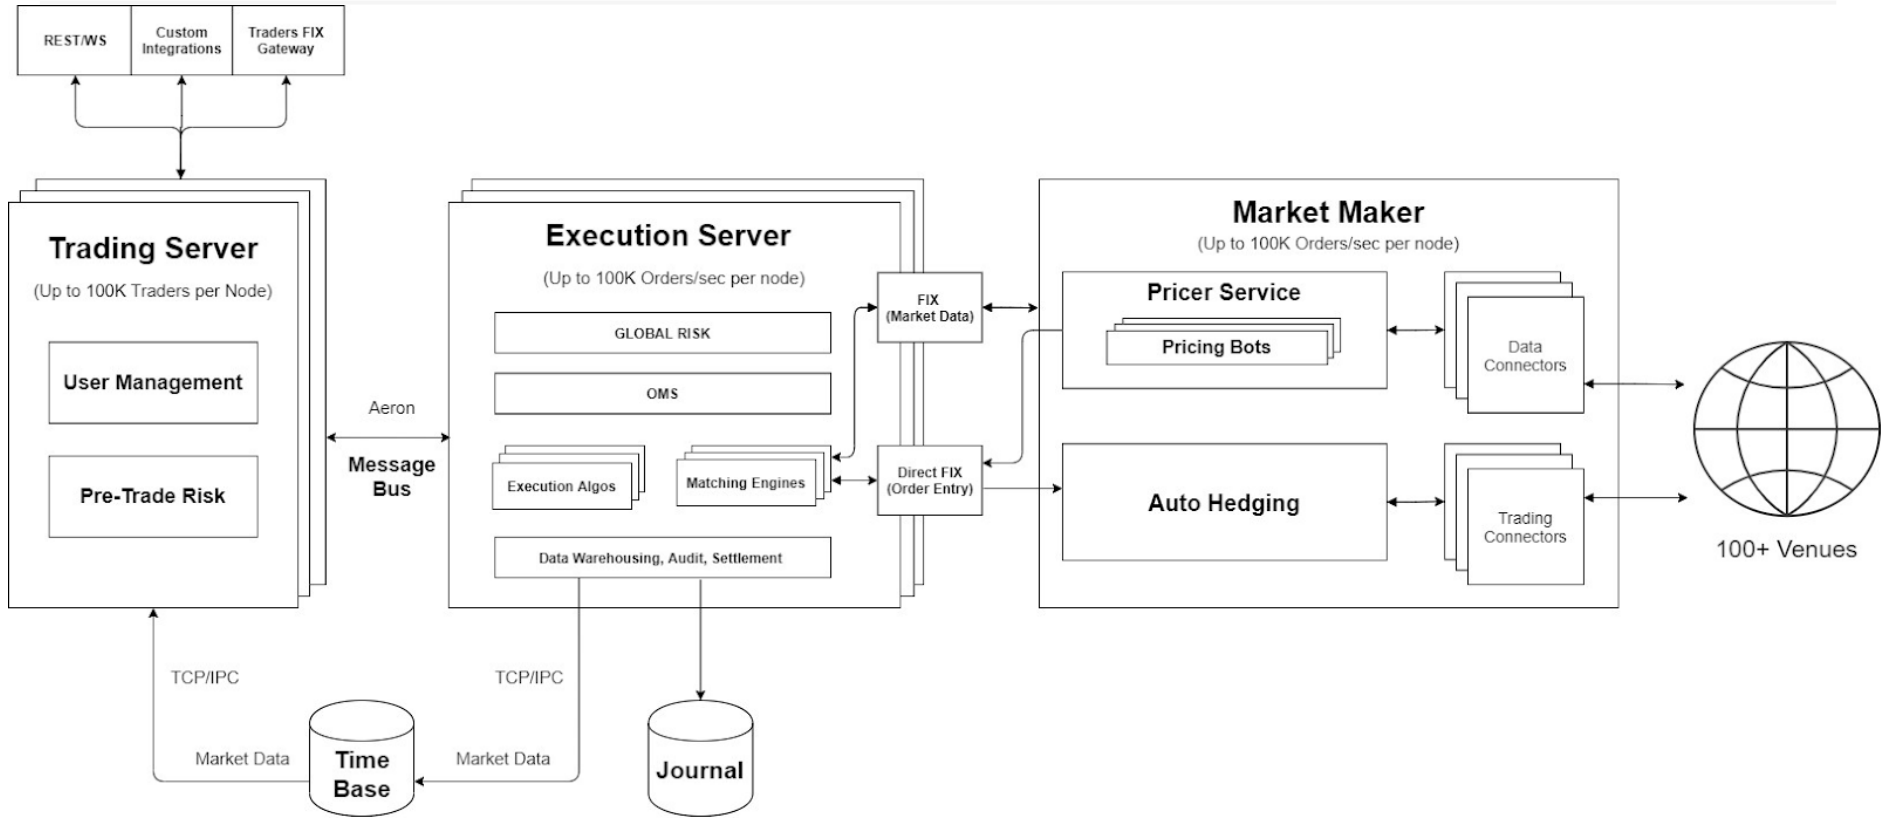 REST/WS
Custom
Integrations
Traders FIX
Gateway
Trading Server
(Up to 100K Traders per Node)
User Management
Pre-Trade Risk
Aeron
Message
Bus
Execution Server
(Up to 100K Orders/sec per node)
GLOBAL RISK
OMS
Execution Algos
Matching Engines
Data Warehousing, Audit, Settlement
FIX
(Market Data)
Direct FIX
(Order Entry)
Market Maker
(Up to 100K Orders/sec per node)
Pricer Service
Pricing Bots
Data
Connectors
Auto Hedging
Trading
Connectors
100+ Venues
TCP/IPC
Market Data
Time
Base
TCP/IPC
Market Data
Journal